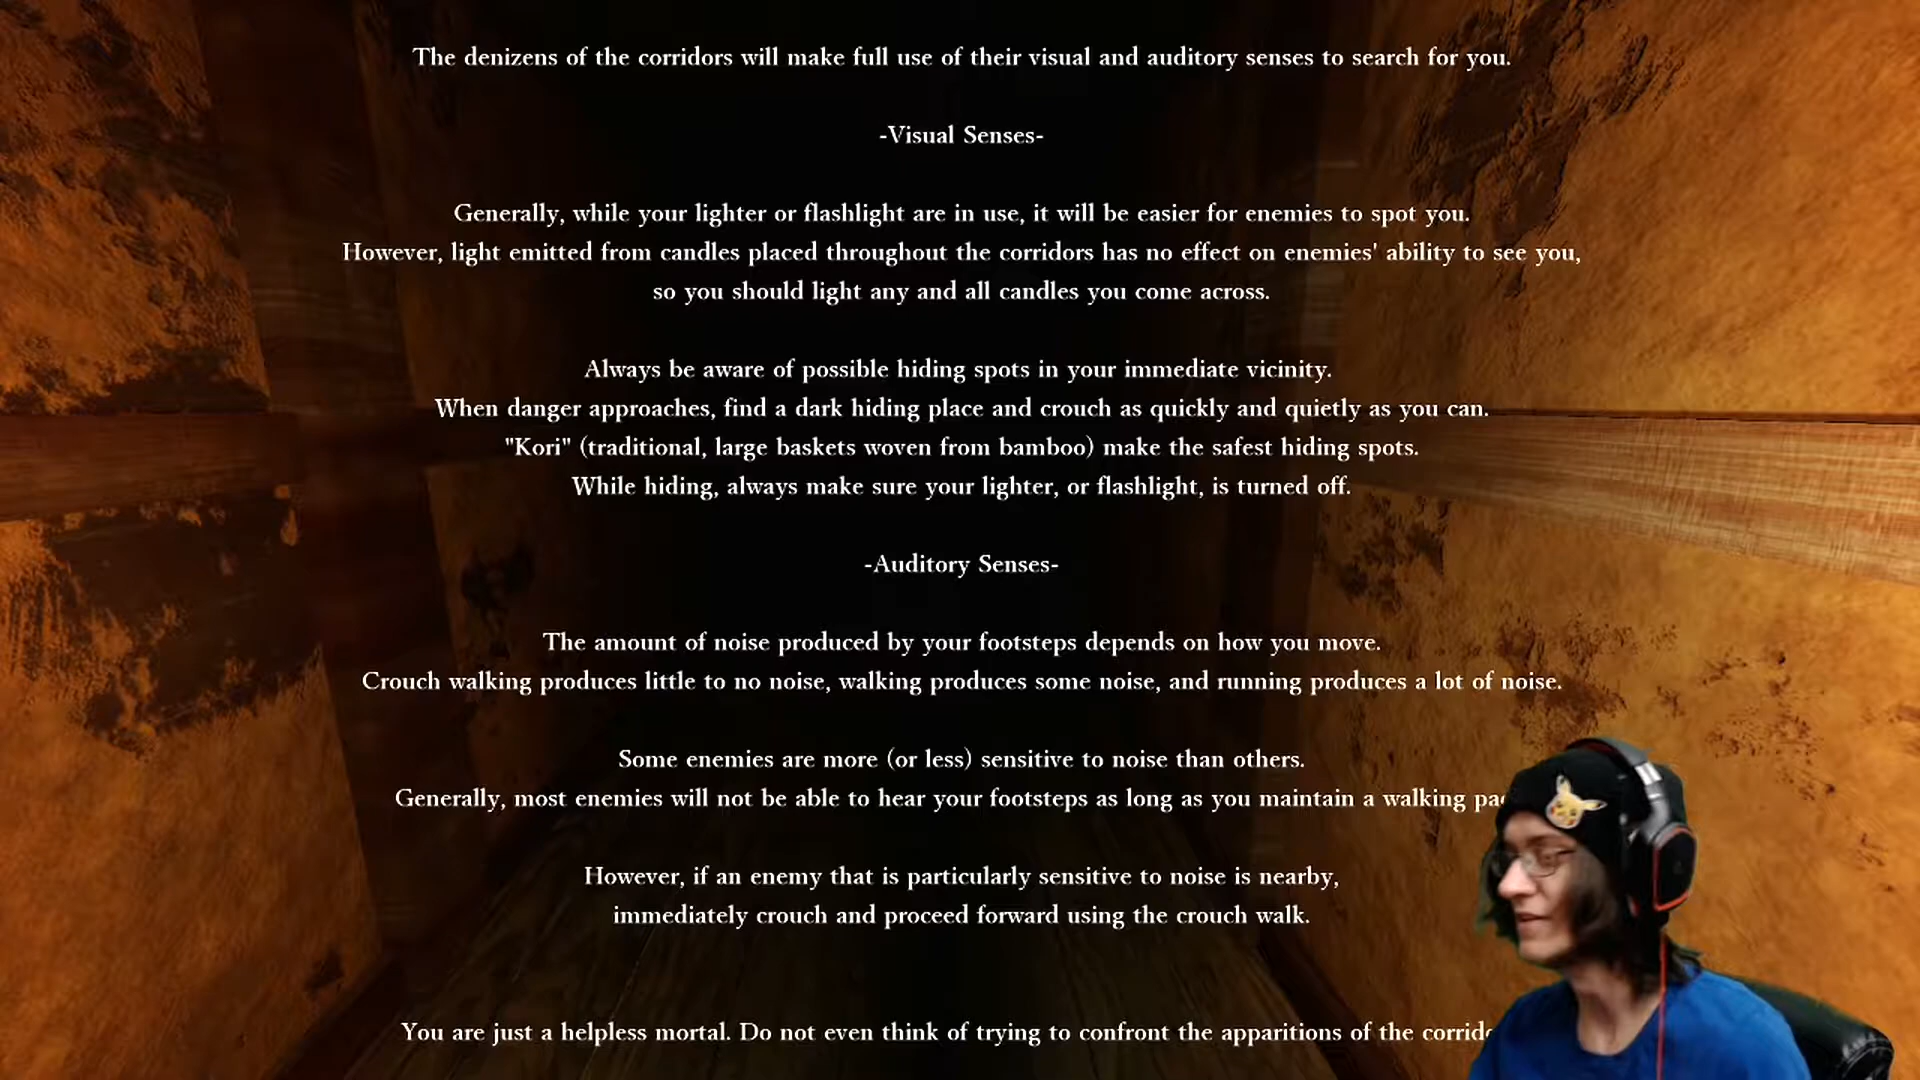 The denizens of the corridors will make full use of their visual and auditory senses to search for you.
-Visual Senses-
Generally, while your lighter or flashlight are in use, it will be easier for enemies to spot you.
However, light emitted from candles placed throughout the corridors has no effect on enemies' ability to see you,
so you should light any and all candles you come across.
Always be aware of possible hiding spots in your immediate vicinity.
When danger approaches, find a dark hiding place and crouch as quickly and quietly as you can.
"Kori" (traditional, large baskets woven from bamboo) make the safest hiding spots.
While hiding, always make sure your lighter, or flashlight, is turned off.
-Auditory Senses-
The amount of noise produced by your footsteps depends on how you move.
Crouch walking produces little to no noise, walking produces some noise, and running produces a lot of noise.
Some enemies are more (or less) sensitive to noise than others.
Generally, most enemies will not be able to hear your footsteps as long as you maintain a walking
However, if an enemy that is particularly sensitive to noise is nearby,
immediately crouch and proceed forward using the crouch walk.
You are just a helpless mortal. Do not even think of trying to confront the apparitions of the